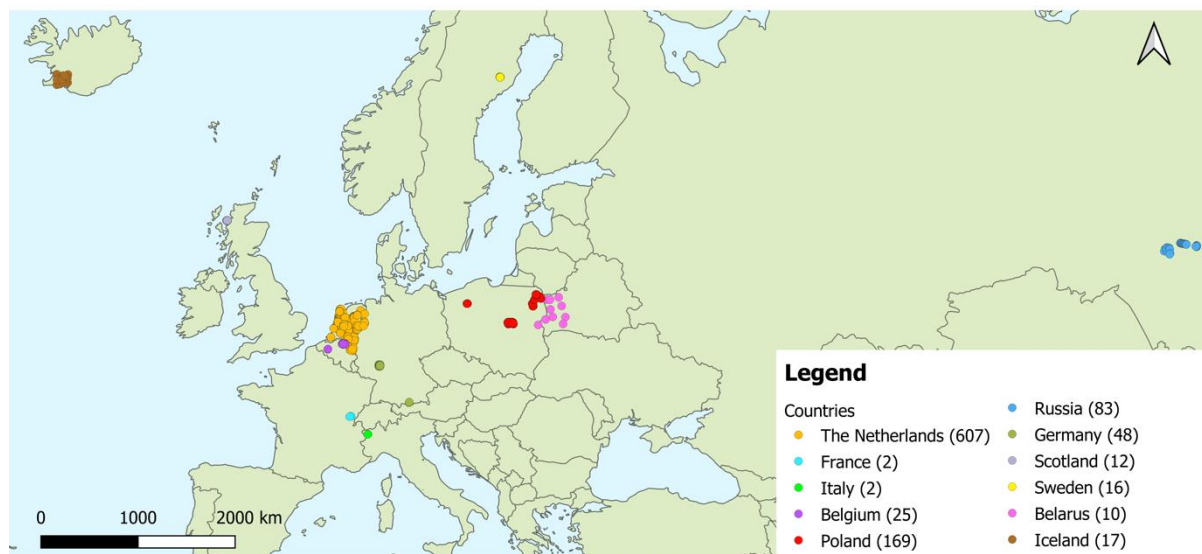 Legend
Countries
The Netherlands (607)
France (2)
Italy (2)
Belgium (25)
Poland (169)
Russia (83)
Germany (48)
Scotland (12)
Sweden (16)
Belarus (10)
Iceland (17)
0 1000 2000 km